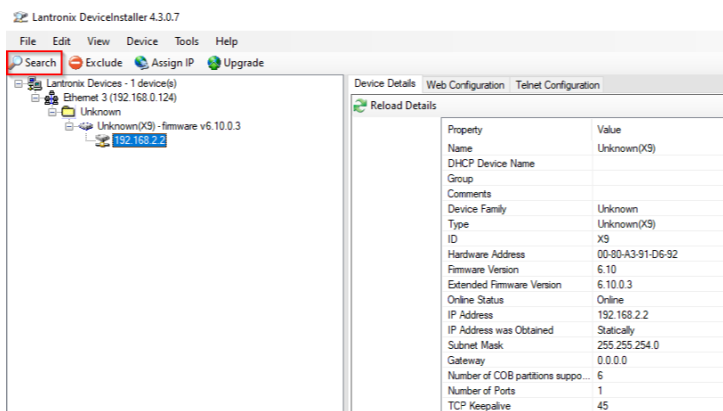 Lantronix DeviceInstaller 4.3.0.7
File Edit View Device Tools Help
Search Exclude Assign IP Upgrade
Lantronix Devices - 1 device(s)
Ethernet 3 (192.168.0.124)
Unknown
Unknown(X9) - firmware v6.10.0.3
192.168.2.2
Device Details Web Configuration Telnet Configuration
Reload Details
Property Value
Name Unknown(X9)
DHCP Device Name
Group
Comments
Device Family Unknown
Type Unknown(X9)
ID X9
Hardware Address 00-80-A3-91-D6-92
Firmware Version 6.10
Extended Firmware Version 6.10.0.3
Online Status Online
IP Address 192.168.2.2
IP Address was Obtained Statically
Subnet Mask 255.255.254.0
Gateway 0.0.0.0
Number of COB partitions suppo... 6
Number of Ports 1
TCP Keepalive 45